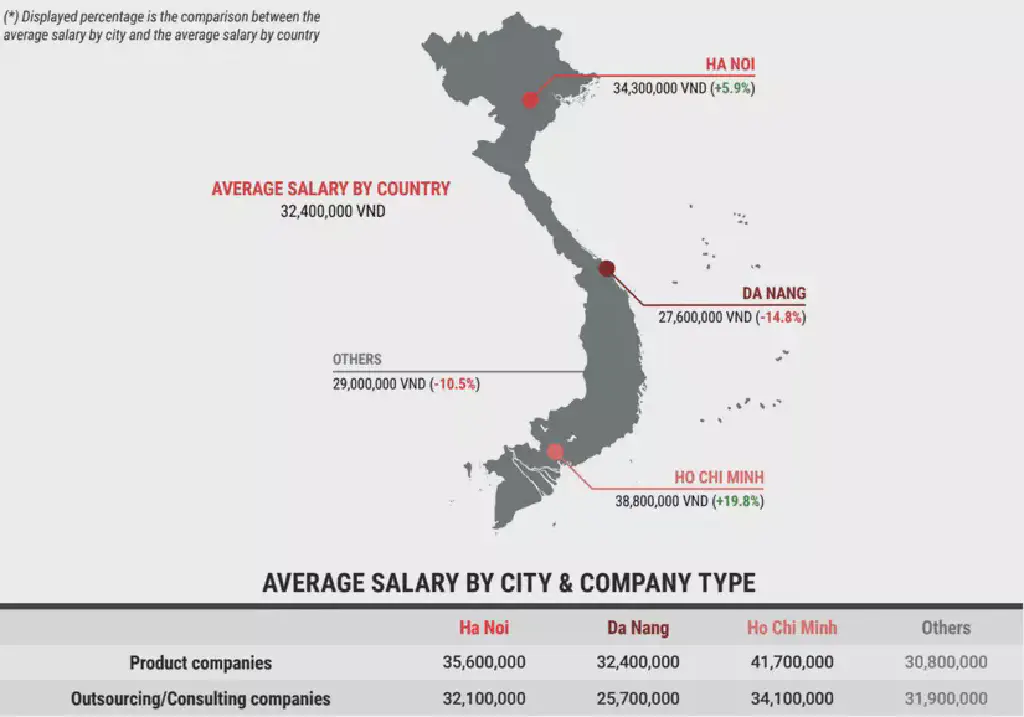 (*) Displayed percentage is the comparison between the
average salary by city and the average salary by country
HA NOI
34,300,000 VND (+5.9%)
AVERAGE SALARY BY COUNTRY
32,400,000 VND
DA NANG
27,600,000 VND (-14.8%)
OTHERS
29,000,000 VND (-10.5%)
HO CHI MINH
38,800,000 VND (+19.8%)
AVERAGE SALARY BY CITY & COMPANY TYPE
Ha Noi Da Nang Ho Chi Minh Others
Product companies 35,600,000 32,400,000 41,700,000 30,800,000
Outsourcing/Consulting companies 32,100,000 25,700,000 34,100,000 31,900,000